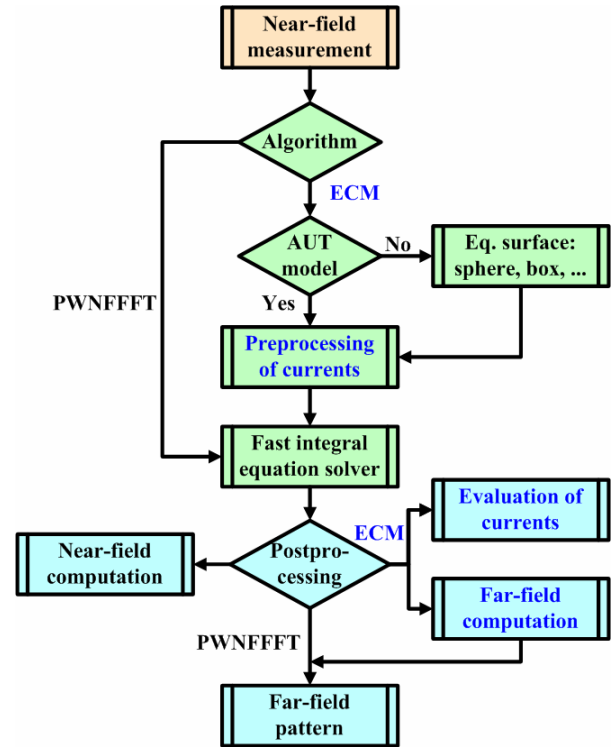 Near-field
measurement
Algorithm
ECM
AUT
model
No
Eq. surface:
sphere, box, ...
Yes
PWNFFFT
Preprocessing
of currents
Fast integral
equation solver
Evaluation of
currents
ECM
Postpro-
cessing
Near-field
computation
Far-field
computation
PWNFFFT
Far-field
pattern